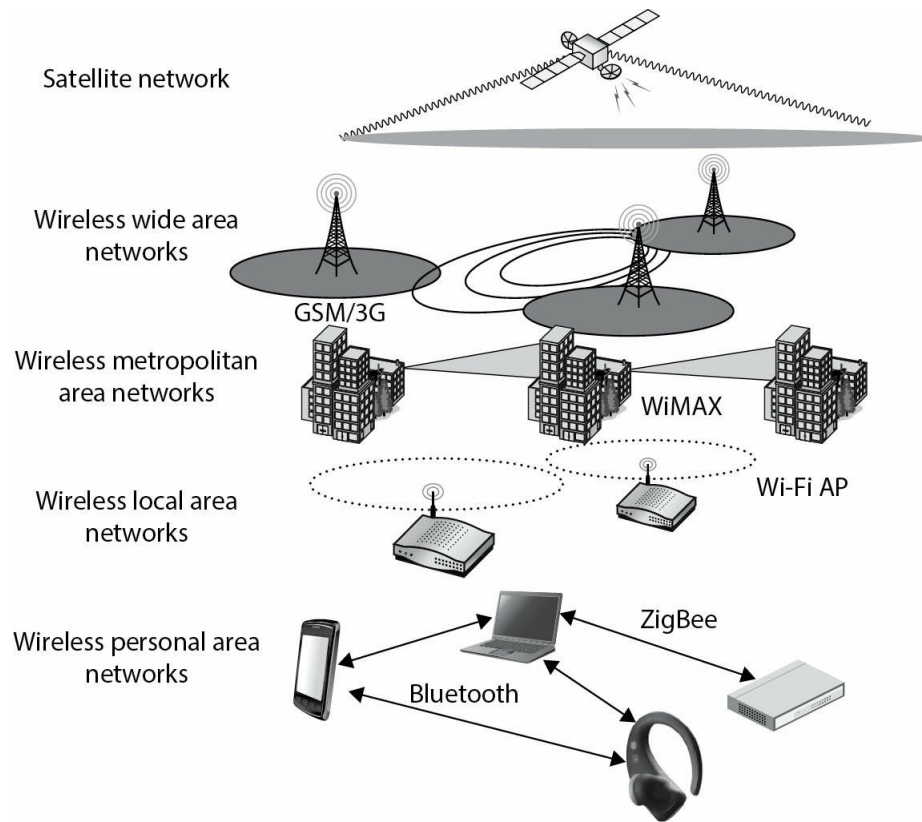 Satellite network
Wireless wide area
networks
GSM/3G
Wireless metropolitan
area networks
WiMAX
Wi-Fi AP
Wireless local area
networks
ZigBee
Wireless personal area
networks
Bluetooth